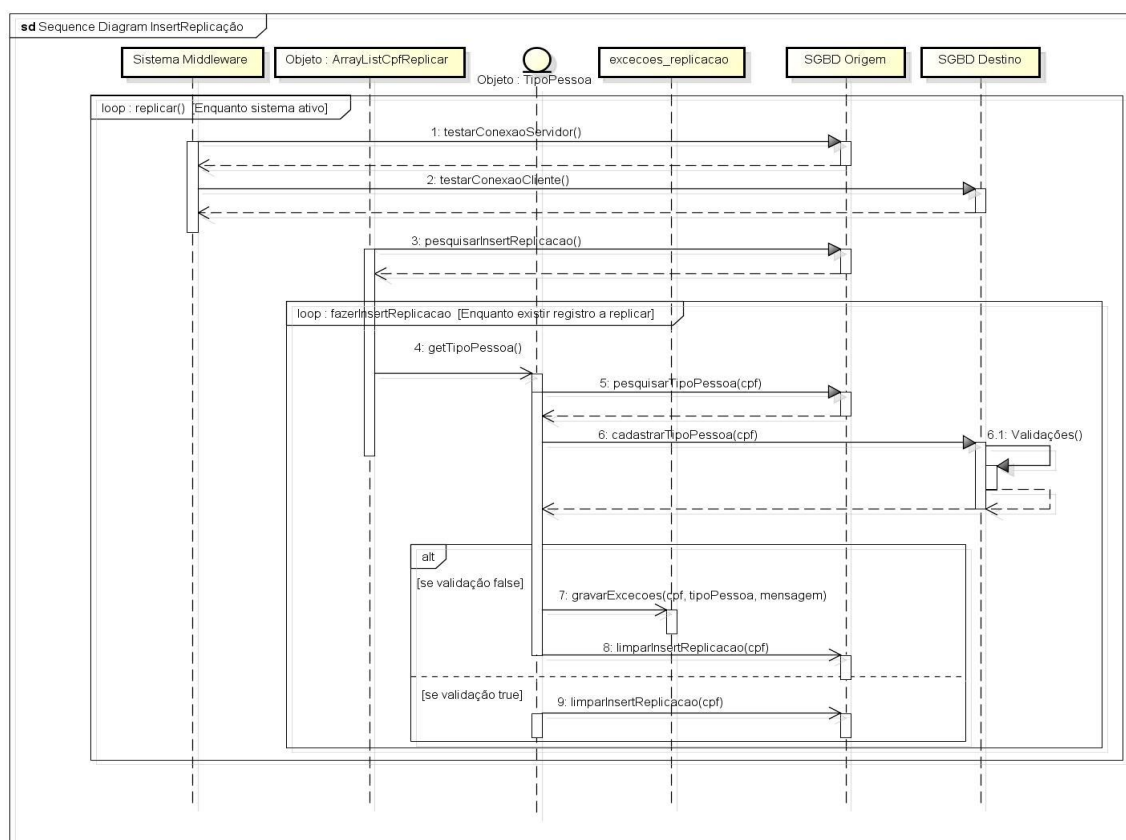 sd Sequence Diagram InsertReplicação
Sistema Middleware
Objeto : ArrayListCpfReplicar
Objeto : TipoPessoa
excecoes_replicacao
SGBD Origem
SGBD Destino
loop : replicar() [Enquanto sistema ativo]
1: testarConexaoServidor()
2: testarConexaoCliente()
3: pesquisarInsertReplicacao()
loop : fazerInsertReplicacao [Enquanto existir registro a replicar]
4: getTipoPessoa()
5: pesquisarTipoPessoa(cpf)
6: cadastrarTipoPessoa(cpf)
6.1: Validações()
alt
[se validação false]
7: gravarExcecoes(cpf, tipoPessoa, mensagem)
8: limparInsertReplicacao(cpf)
[se validação true]
9: limparInsertReplicacao(cpf)